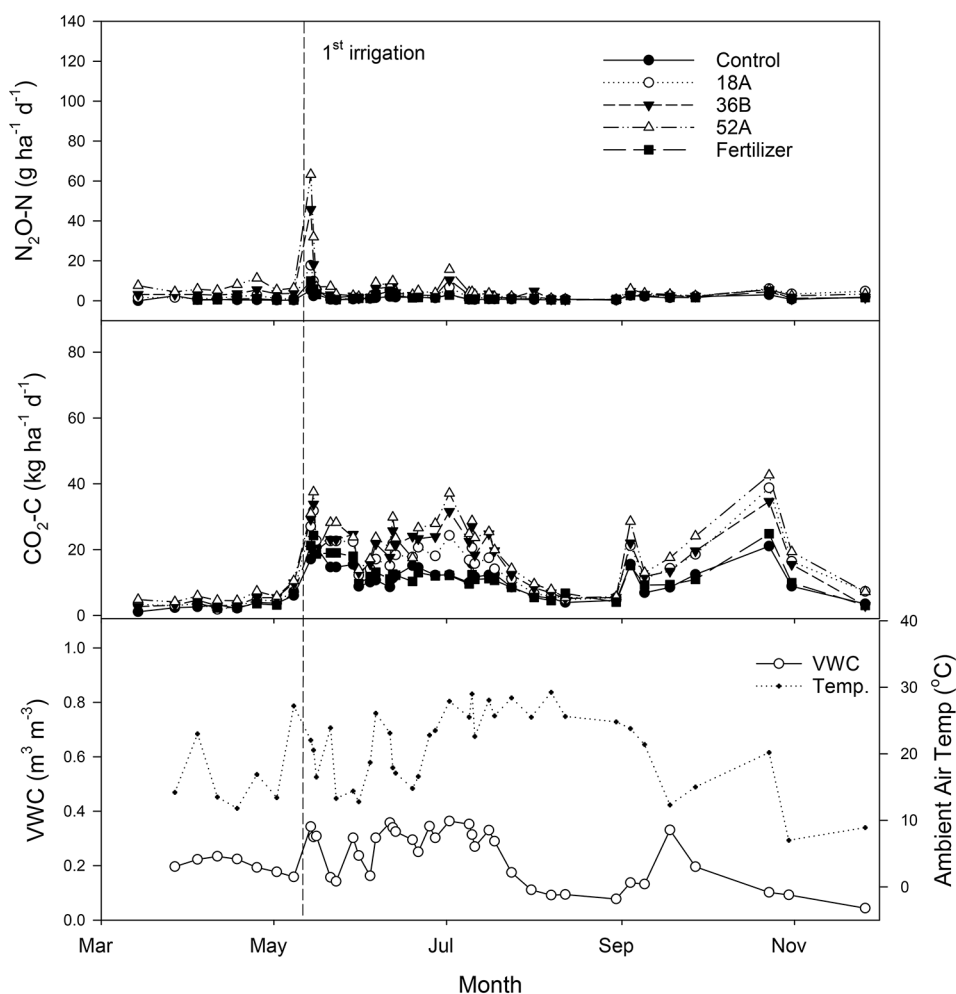 140
120
100
80
60
40
20
0
N₂O-N (g ha⁻¹ d⁻¹)
1ˢᵗ irrigation
Control
18A
36B
52A
Fertilizer
80
60
40
20
0
CO₂-C (kg ha⁻¹ d⁻¹)
1.0
0.8
0.6
0.4
0.2
0.0
VWC (m³ m⁻³)
VWC
Temp.
40
30
20
10
0
Ambient Air Temp (°C)
Mar
May
Jul
Sep
Nov
Month